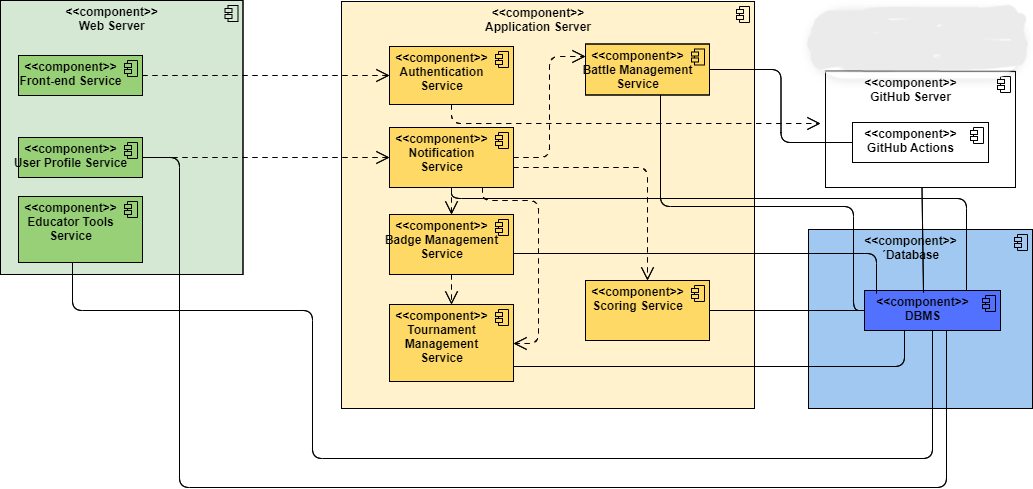 <<component>>
Web Server
<<component>>
Front-end Service
<<component>>
User Profile Service
<<component>>
Educator Tools
Service
<<component>>
Application Server
<<component>>
Authentication
Service
<<component>>
Battle Management
Service
<<component>>
Notification
Service
<<component>>
Badge Management
Service
<<component>>
Tournament
Management
Service
<<component>>
Scoring Service
<<component>>
GitHub Server
<<component>>
GitHub Actions
<<component>>
´Database
<<component>>
DBMS